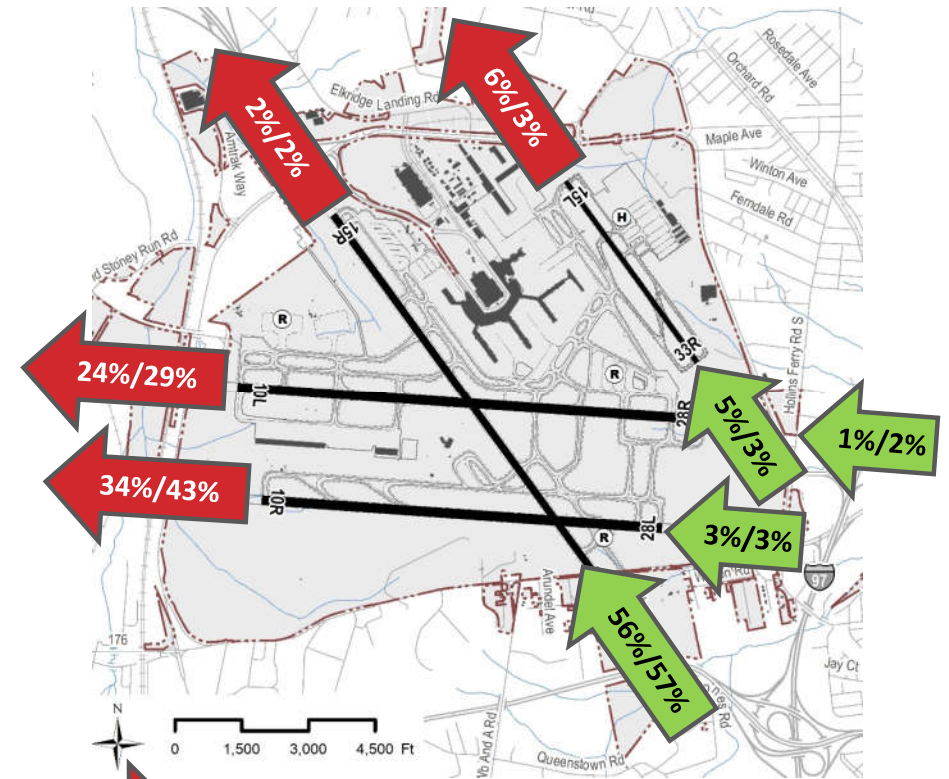 Elkridge Landing Rd
Rosedale Ave
Orchard Rd
Maple Ave
Winton Ave
Ferndale Rd
6%/3%
2%/2%
Amtrak Way
15L
H
15R
d Stoney Run Rd
R
33R
Hollins Ferry Rd S
24%/29%
10L
R
28R
5%/3%
1%/2%
34%/43%
10R
28L
R
3%/3%
97
Arundel Ave
56%/57%
176
Jay Ct
N
0 1,500 3,000 4,500 Ft
And A Rd
Queenstown Rd